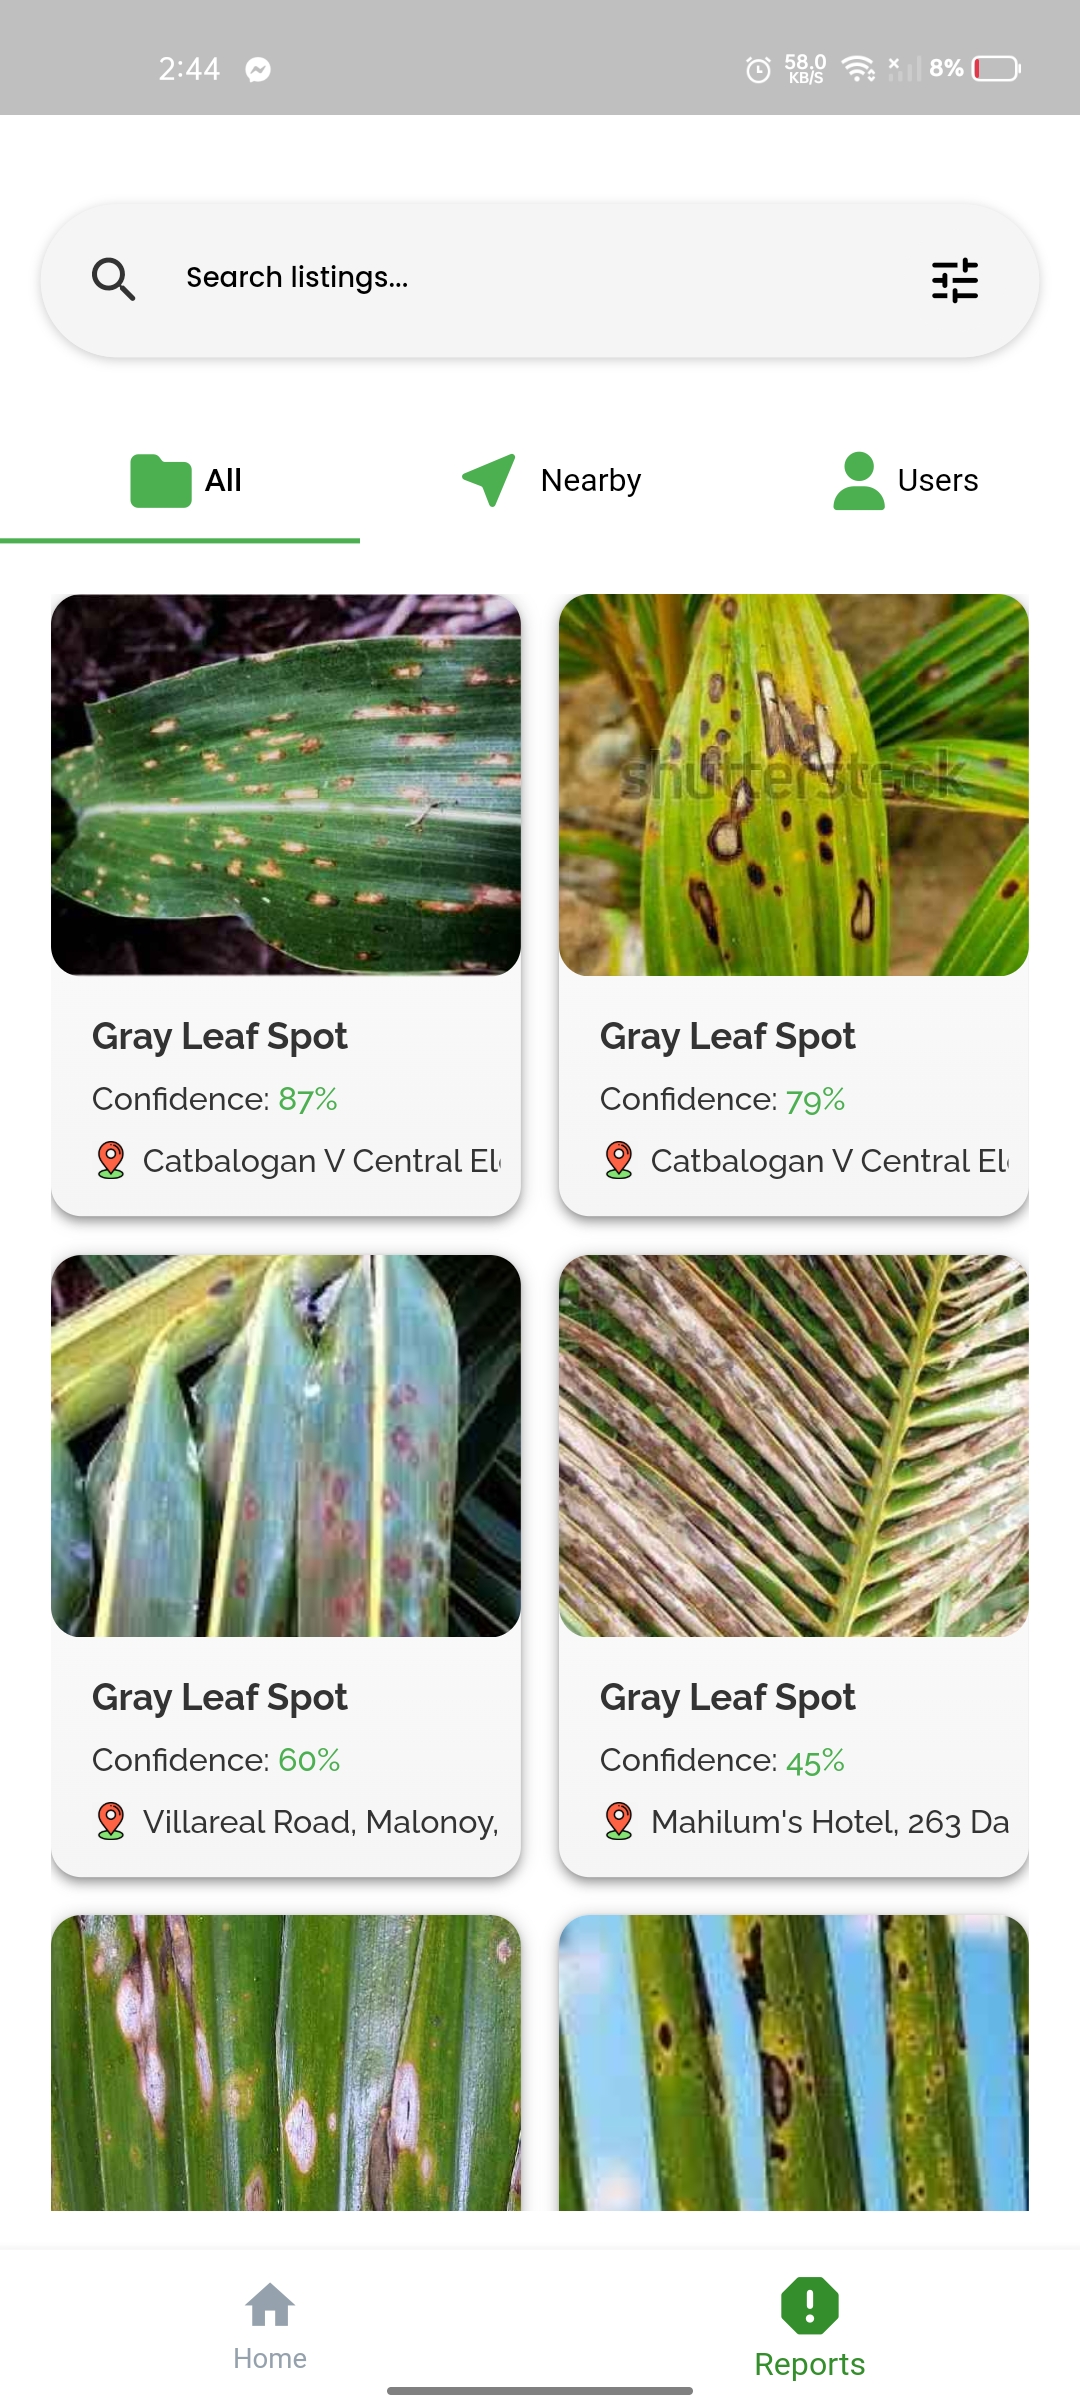 2:44
58.0
KB/S
8%
Search listings...
All
Nearby
Users
shutterstock
Gray Leaf Spot
Confidence: 87%
Catbalogan V Central El
Gray Leaf Spot
Confidence: 79%
Catbalogan V Central El
Gray Leaf Spot
Confidence: 60%
Villareal Road, Malonoy,
Gray Leaf Spot
Confidence: 45%
Mahilum's Hotel, 263 Da
Home
Reports